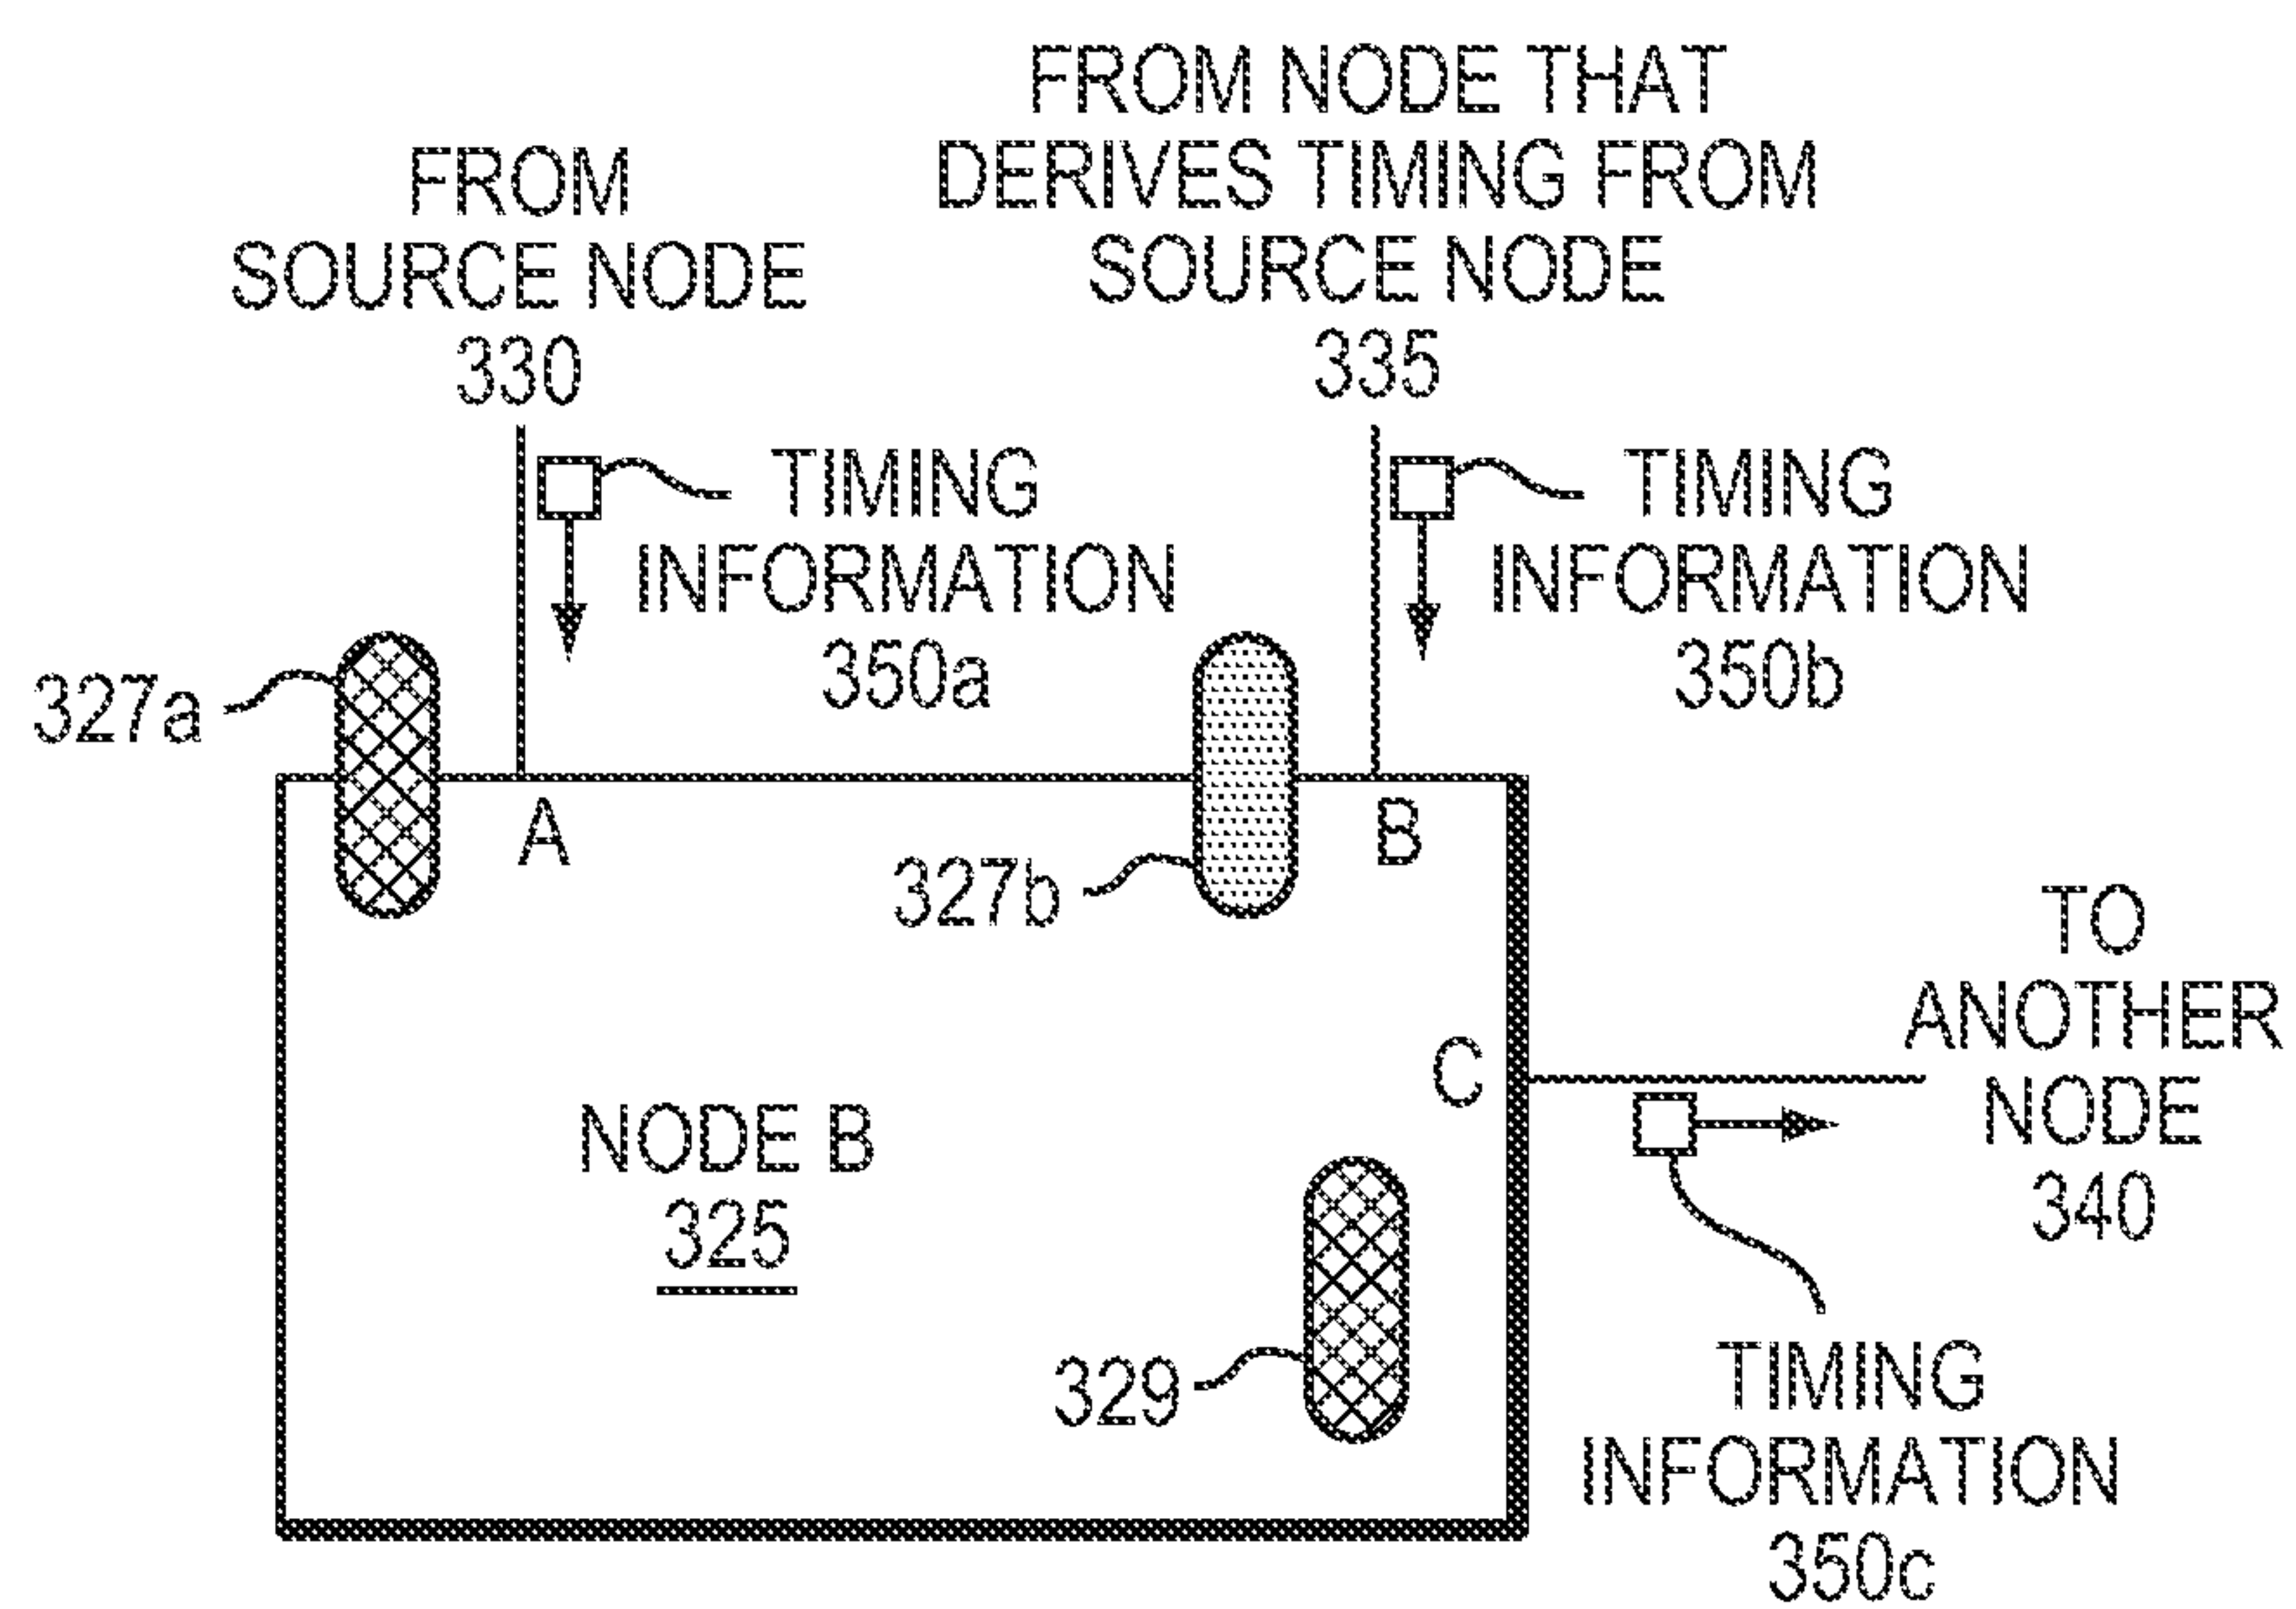 FROM
SOURCE NODE
330
FROM NODE THAT
DERIVES TIMING FROM
SOURCE NODE
335
TIMING
INFORMATION
350a
TIMING
INFORMATION
350b
327a
A
327b
B
C
TO
ANOTHER
NODE
340
NODE B
325
329
TIMING
INFORMATION
350c